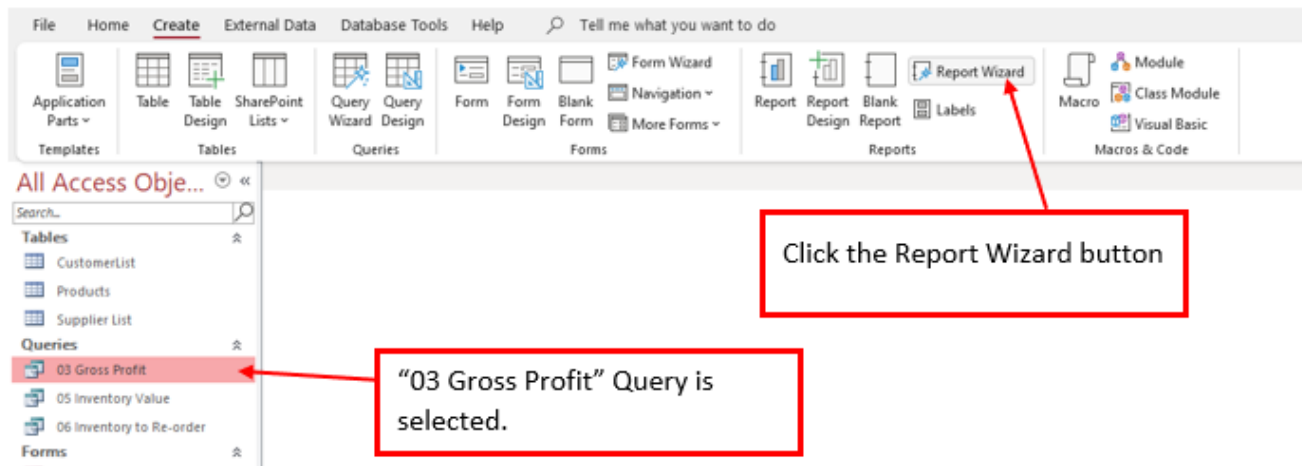 File Home Create External Data Database Tools Help Tell me what you want to do
Application Parts
Table
Table Design
SharePoint Lists
Query Wizard
Query Design
Form
Form Design
Blank Form
Form Wizard
Navigation
More Forms
Report
Report Design
Blank Report
Report Wizard
Labels
Macro
Module
Class Module
Visual Basic
Templates Tables Queries Forms Reports Macros & Code
All Access Obje... «
Search...
Tables
CustomerList
Products
Supplier List
Queries
03 Gross Profit
05 Inventory Value
06 Inventory to Re-order
Forms
Click the Report Wizard button
“03 Gross Profit” Query is
selected.